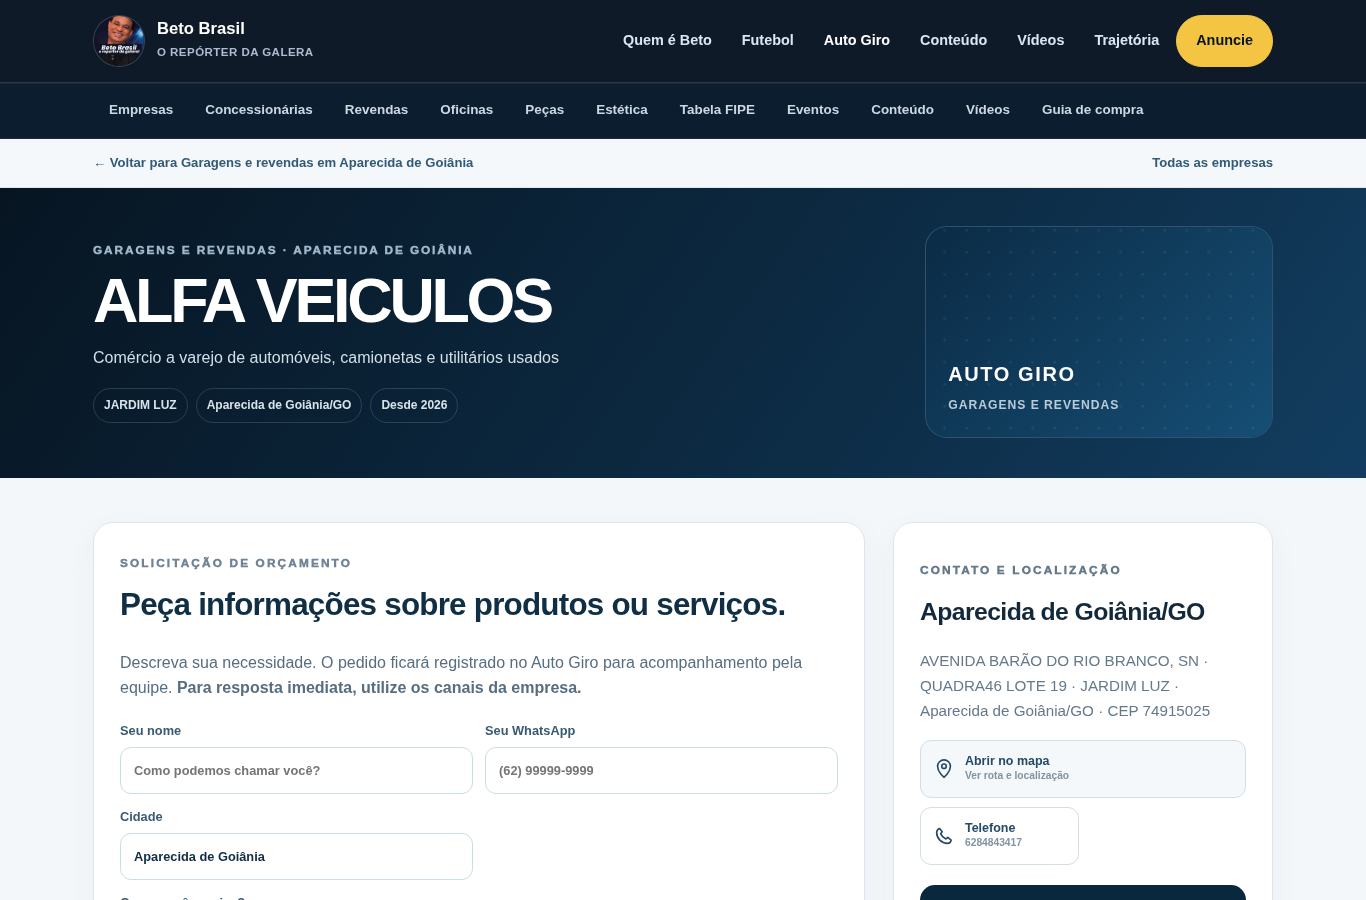 Beto Brasil
O REPÓRTER DA GALERA
Quem é Beto
Futebol
Auto Giro
Conteúdo
Vídeos
Trajetória
Anuncie
Empresas
Concessionárias
Revendas
Oficinas
Peças
Estética
Tabela FIPE
Eventos
Conteúdo
Vídeos
Guia de compra
← Voltar para Garagens e revendas em Aparecida de Goiânia
Todas as empresas
GARAGENS E REVENDAS · APARECIDA DE GOIÂNIA
ALFA VEICULOS
Comércio a varejo de automóveis, camionetas e utilitários usados
JARDIM LUZ
Aparecida de Goiânia/GO
Desde 2026
AUTO GIRO
GARAGENS E REVENDAS
SOLICITAÇÃO DE ORÇAMENTO
Peça informações sobre produtos ou serviços.
Descreva sua necessidade. O pedido ficará registrado no Auto Giro para acompanhamento pela
equipe. Para resposta imediata, utilize os canais da empresa.
Seu nome
Como podemos chamar você?
Seu WhatsApp
(62) 99999-9999
Cidade
Aparecida de Goiânia
CONTATO E LOCALIZAÇÃO
Aparecida de Goiânia/GO
AVENIDA BARÃO DO RIO BRANCO, SN ·
QUADRA46 LOTE 19 · JARDIM LUZ ·
Aparecida de Goiânia/GO · CEP 74915025
Abrir no mapa
Ver rota e localização
Telefone
6284843417